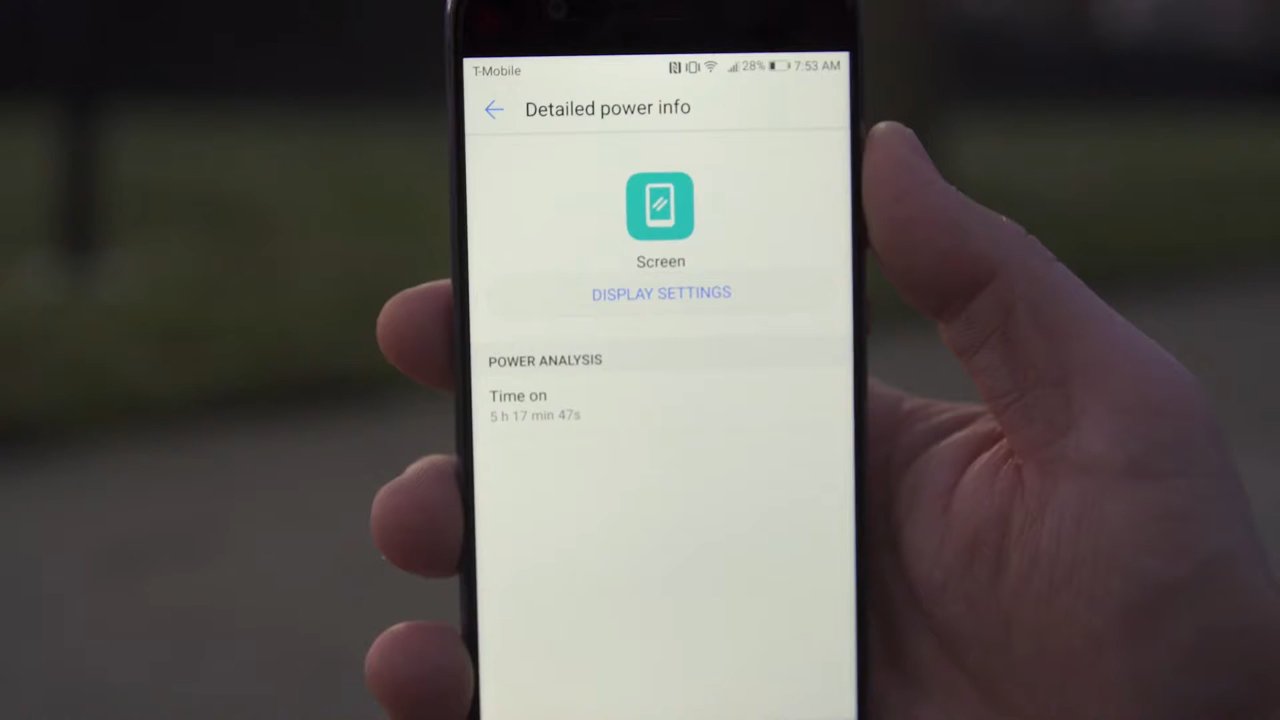 T-Mobile 28% 7:53 AM
Detailed power info
Screen
DISPLAY SETTINGS
POWER ANALYSIS
Time on
5 h 17 min 47s